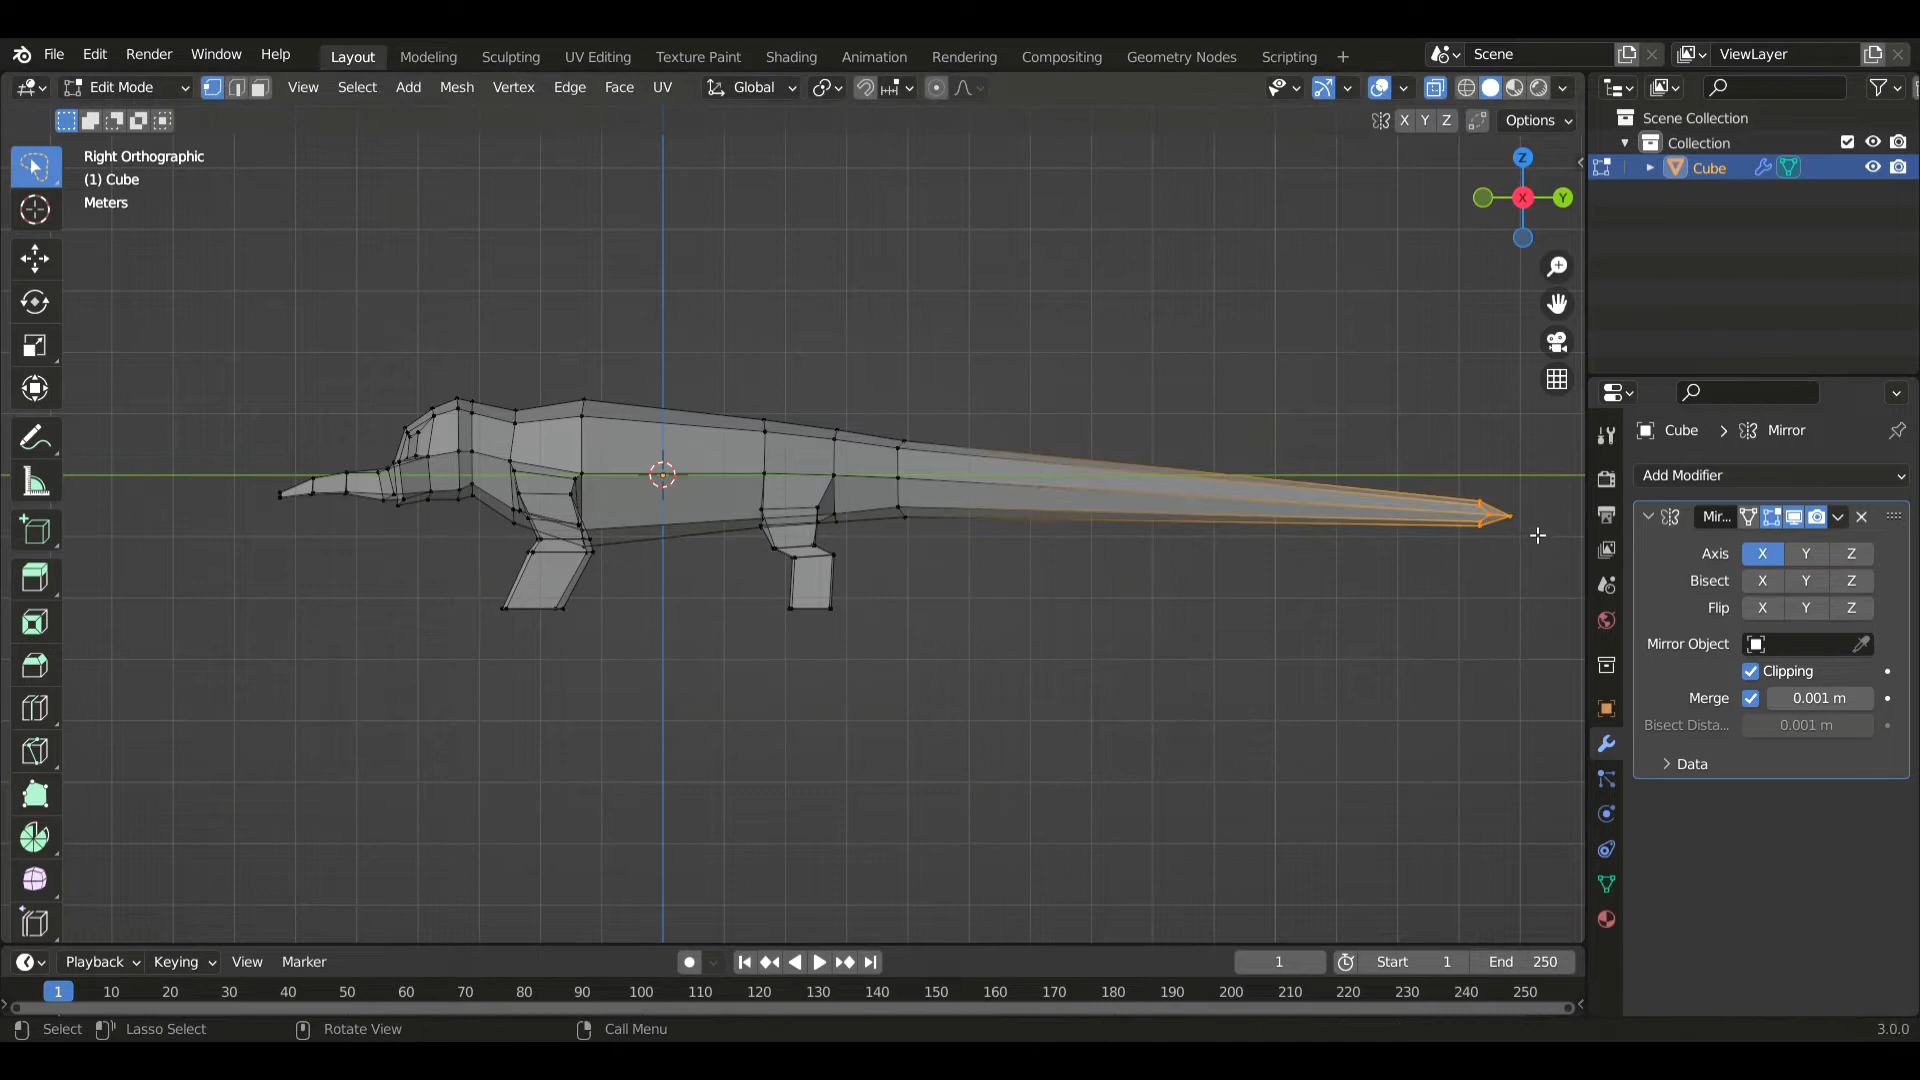 File Edit Render Window Help Layout Modeling Sculpting UV Editing Texture Paint Shading Animation Rendering Compositing Geometry Nodes Scripting + Scene ViewLayer
Edit Mode View Select Add Mesh Vertex Edge Face UV Global
X Y Z Options
Right Orthographic
(1) Cube
Meters
Z
X Y
Scene Collection
Collection
Cube
Cube > Mirror
Add Modifier
Mir...
Axis X Y Z
Bisect X Y Z
Flip X Y Z
Mirror Object
Clipping
Merge 0.001 m
Bisect Dista... 0.001 m
Data
Playback Keying View Marker 1 Start 1 End 250
1 10 20 30 40 50 60 70 80 90 100 110 120 130 140 150 160 170 180 190 200 210 220 230 240 250
Select Lasso Select Rotate View Call Menu 3.0.0